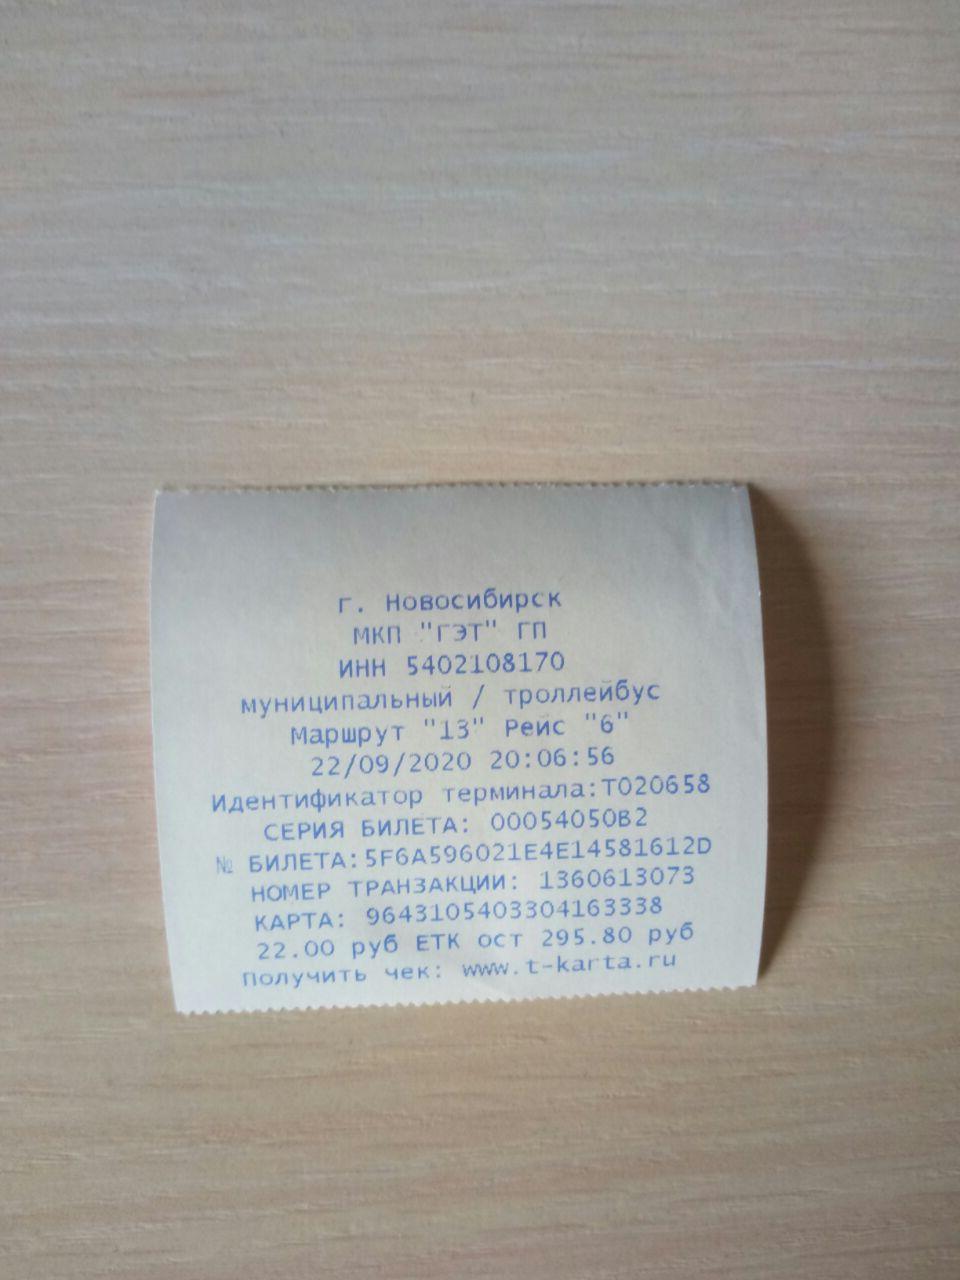 г. Новосибирск
МКП "ГЭТ" ГП
ИНН 5402108170
муниципальный / троллейбус
Маршрут "13" Рейс "6"
22/09/2020 20:06:56
Идентификатор терминала:T020658
СЕРИЯ БИЛЕТА: 00054050B2
№ БИЛЕТА:5F6A596021E4E14581612D
НОМЕР ТРАНЗАКЦИИ: 1360613073
КАРТА: 9643105403304163338
22.00 руб ЕТК ост 295.80 руб
Получить чек: www.t-karta.ru